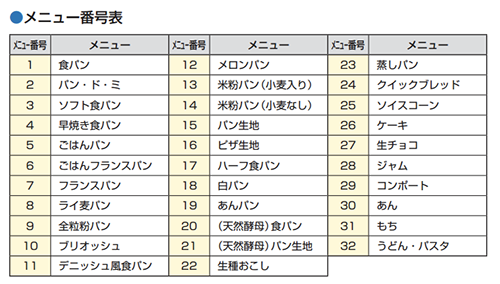 ●メニュー番号表
メニュー番号 メニュー メニュー番号 メニュー メニュー番号 メニュー
1 食パン 12 メロンパン 23 蒸しパン
2 パン・ド・ミ 13 米粉パン(小麦入り) 24 クイックブレッド
3 ソフト食パン 14 米粉パン(小麦なし) 25 ソイスコーン
4 早焼き食パン 15 パン生地 26 ケーキ
5 ごはんパン 16 ピザ生地 27 生チョコ
6 ごはんフランスパン 17 ハーフ食パン 28 ジャム
7 フランスパン 18 白パン 29 コンポート
8 ライ麦パン 19 あんパン 30 あん
9 全粒粉パン 20 (天然酵母)食パン 31 もち
10 ブリオッシュ 21 (天然酵母)パン生地 32 うどん・パスタ
11 デニッシュ風食パン 22 生種おこし